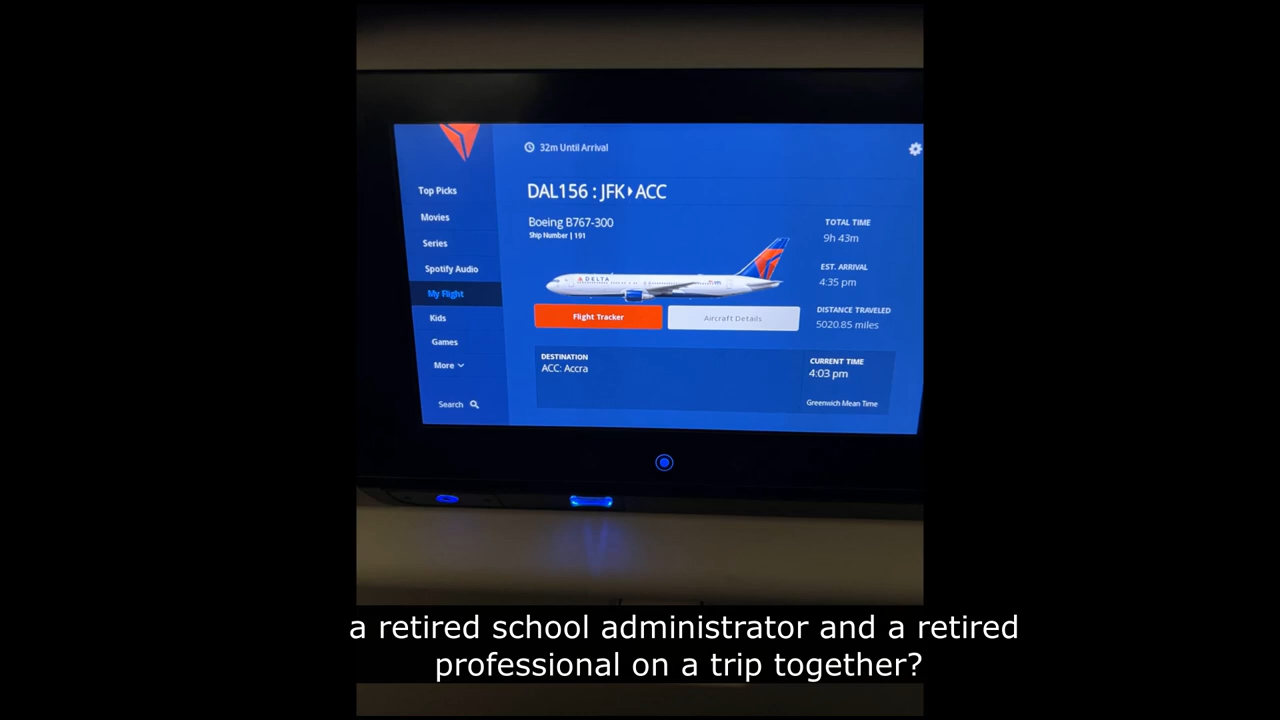 32m Until Arrival
DAL156 : JFK ▸ ACC
Boeing B767-300
Ship Number | 191
Top Picks
Movies
Series
Spotify Audio
My Flight
Kids
Games
More
Search
DELTA
Flight Tracker
Aircraft Details
TOTAL TIME
9h 43m
EST. ARRIVAL
4:35 pm
DISTANCE TRAVELED
5020.85 miles
DESTINATION
ACC: Accra
CURRENT TIME
4:03 pm
Greenwich Mean Time
a retired school administrator and a retired
professional on a trip together?